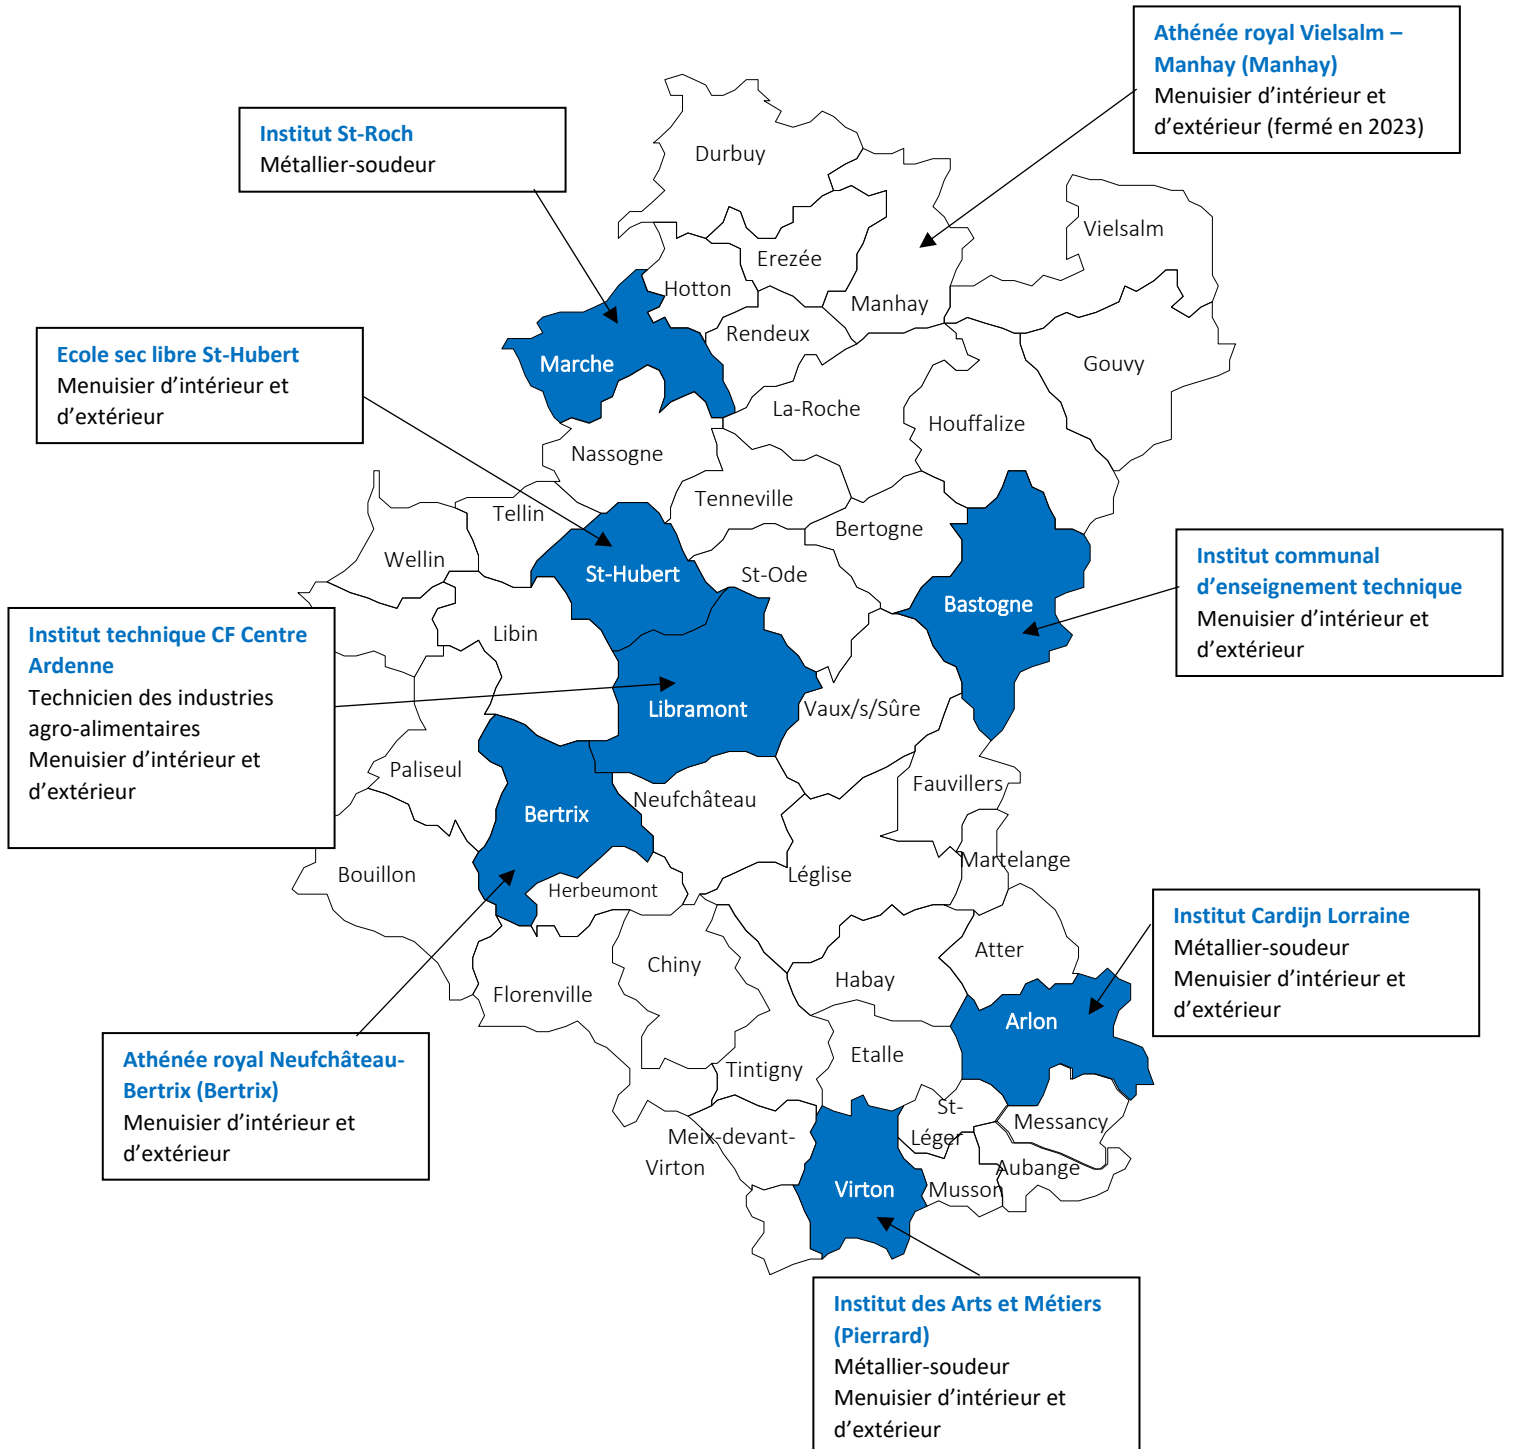 Athénée royal Vielsalm –
Manhay (Manhay)
Menuisier d'intérieur et
d'extérieur (fermé en 2023)
Institut St-Roch
Métallier-soudeur
Durbuy
Vielsalm
Erezée
Hotton
Manhay
Rendeux
Ecole sec libre St-Hubert
Menuisier d'intérieur et
d'extérieur
Marche
Gouvy
La-Roche
Houffalize
Nassogne
Tenneville
Tellin
Bertogne
Wellin
St-Hubert
St-Ode
Bastogne
Institut communal
d'enseignement technique
Menuisier d'intérieur et
d'extérieur
Institut technique CF Centre
Ardenne
Technicien des industries
agro-alimentaires
Menuisier d'intérieur et
d'extérieur
Libin
Libramont
Vaux/s/Sûre
Paliseul
Fauvillers
Neufchâteau
Bertrix
Martelange
Bouillon
Léglise
Herbeumont
Institut Cardijn Lorraine
Métallier-soudeur
Menuisier d'intérieur et
d'extérieur
Atter
Chiny
Habay
Florenville
Arlon
Etalle
Tintigny
Athénée royal Neufchâteau-
Bertrix (Bertrix)
Menuisier d'intérieur et
d'extérieur
St-
Léger
Messancy
Meix-devant-
Virton
Aubange
Virton
Musson
Institut des Arts et Métiers
(Pierrard)
Métallier-soudeur
Menuisier d'intérieur et
d'extérieur